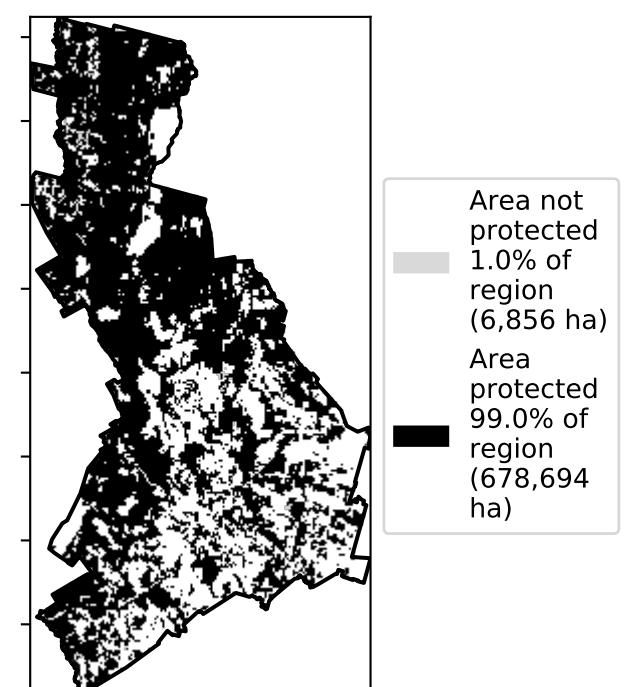 Area not
protected
1.0% of
region
(6,856 ha)
Area
protected
99.0% of
region
(678,694
ha)